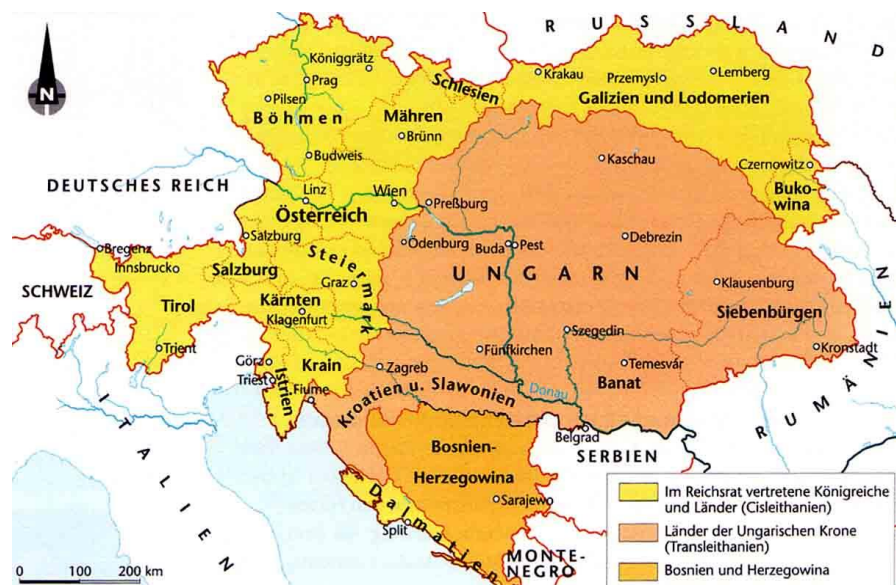 RUSSLAND
N
Königgrätz
Prag
Pilsen
Böhmen
Budweis
Mähren
Brünn
Schlesien
Krakau
Przemysl
Lemberg
Galizien und Lodomerien
Czernowitz
Buko-
wina
Kaschau
DEUTSCHES REICH
Linz
Wien
Preßburg
Österreich
Ödenburg
Buda
Pest
Debrezin
Bregenz
Innsbruck
Salzburg
Salzburg
Steiermark
Graz
UNGARN
Klausenburg
Siebenbürgen
SCHWEIZ
Tirol
Kärnten
Klagenfurt
Trient
Görz
Triest
Krain
Istrien
Fiume
Zagreb
Fünfkirchen
Szegedin
Temesvár
Banat
Kronstadt
Kroatien u. Slawonien
Donau
Belgrad
SERBIEN
RUMÄNIEN
ITALIEN
Bosnien-
Herzegowina
Sarajewo
Dalmatien
Split
MONTE-
NEGRO
0 100 200 km
Im Reichsrat vertretene Königreiche
und Länder (Cisleithanien)
Länder der Ungarischen Krone
(Transleithanien)
Bosnien und Herzegowina